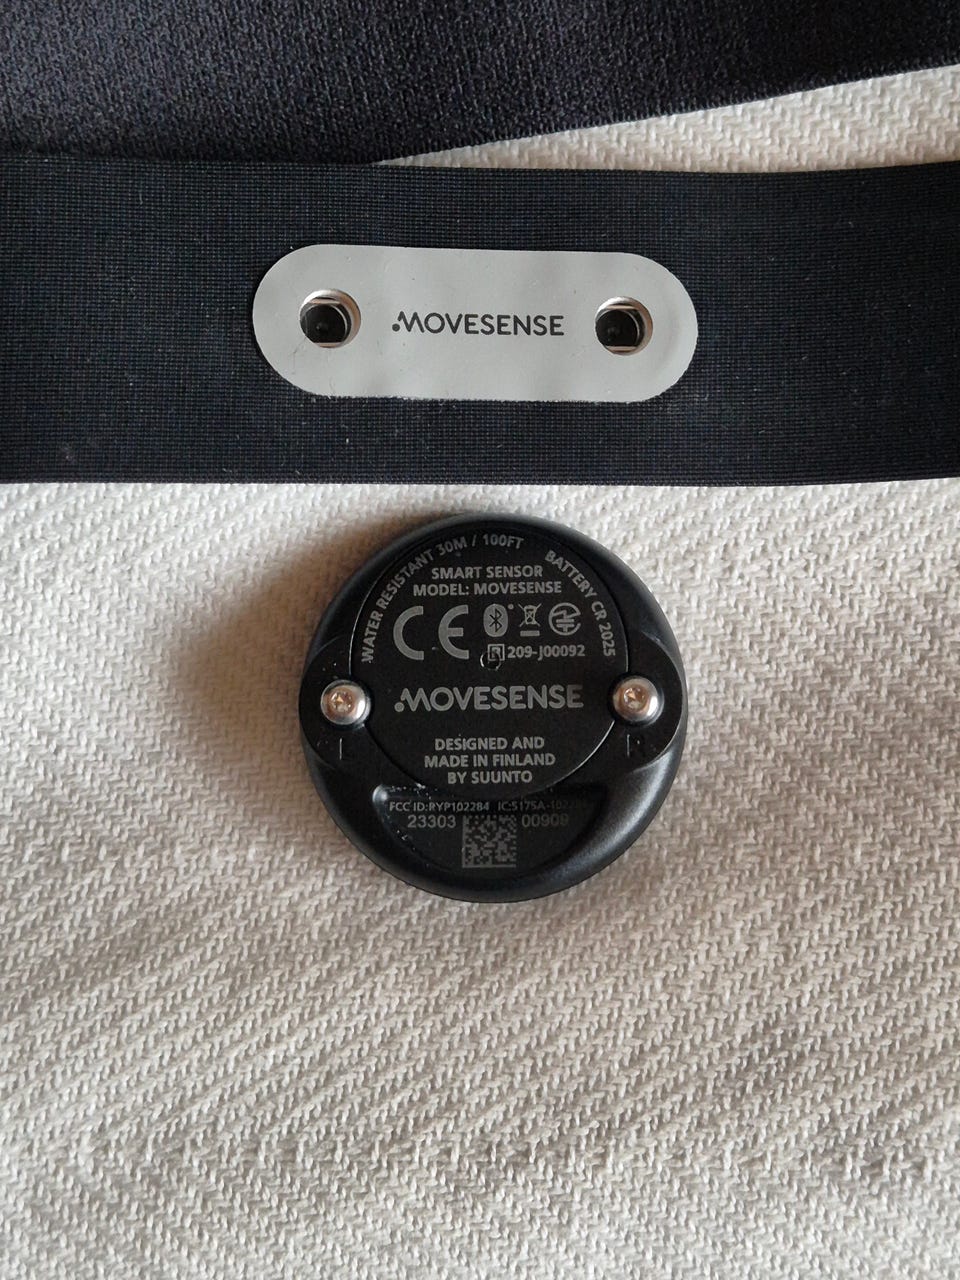 MOVESENSE
WATER RESISTANT 30M / 100FT
BATTERY CR 2025
SMART SENSOR
MODEL: MOVESENSE
CE
R 209-J00092
MOVESENSE
DESIGNED AND
MADE IN FINLAND
BY SUUNTO
FCC ID:RYP102284
23303 00909
L R